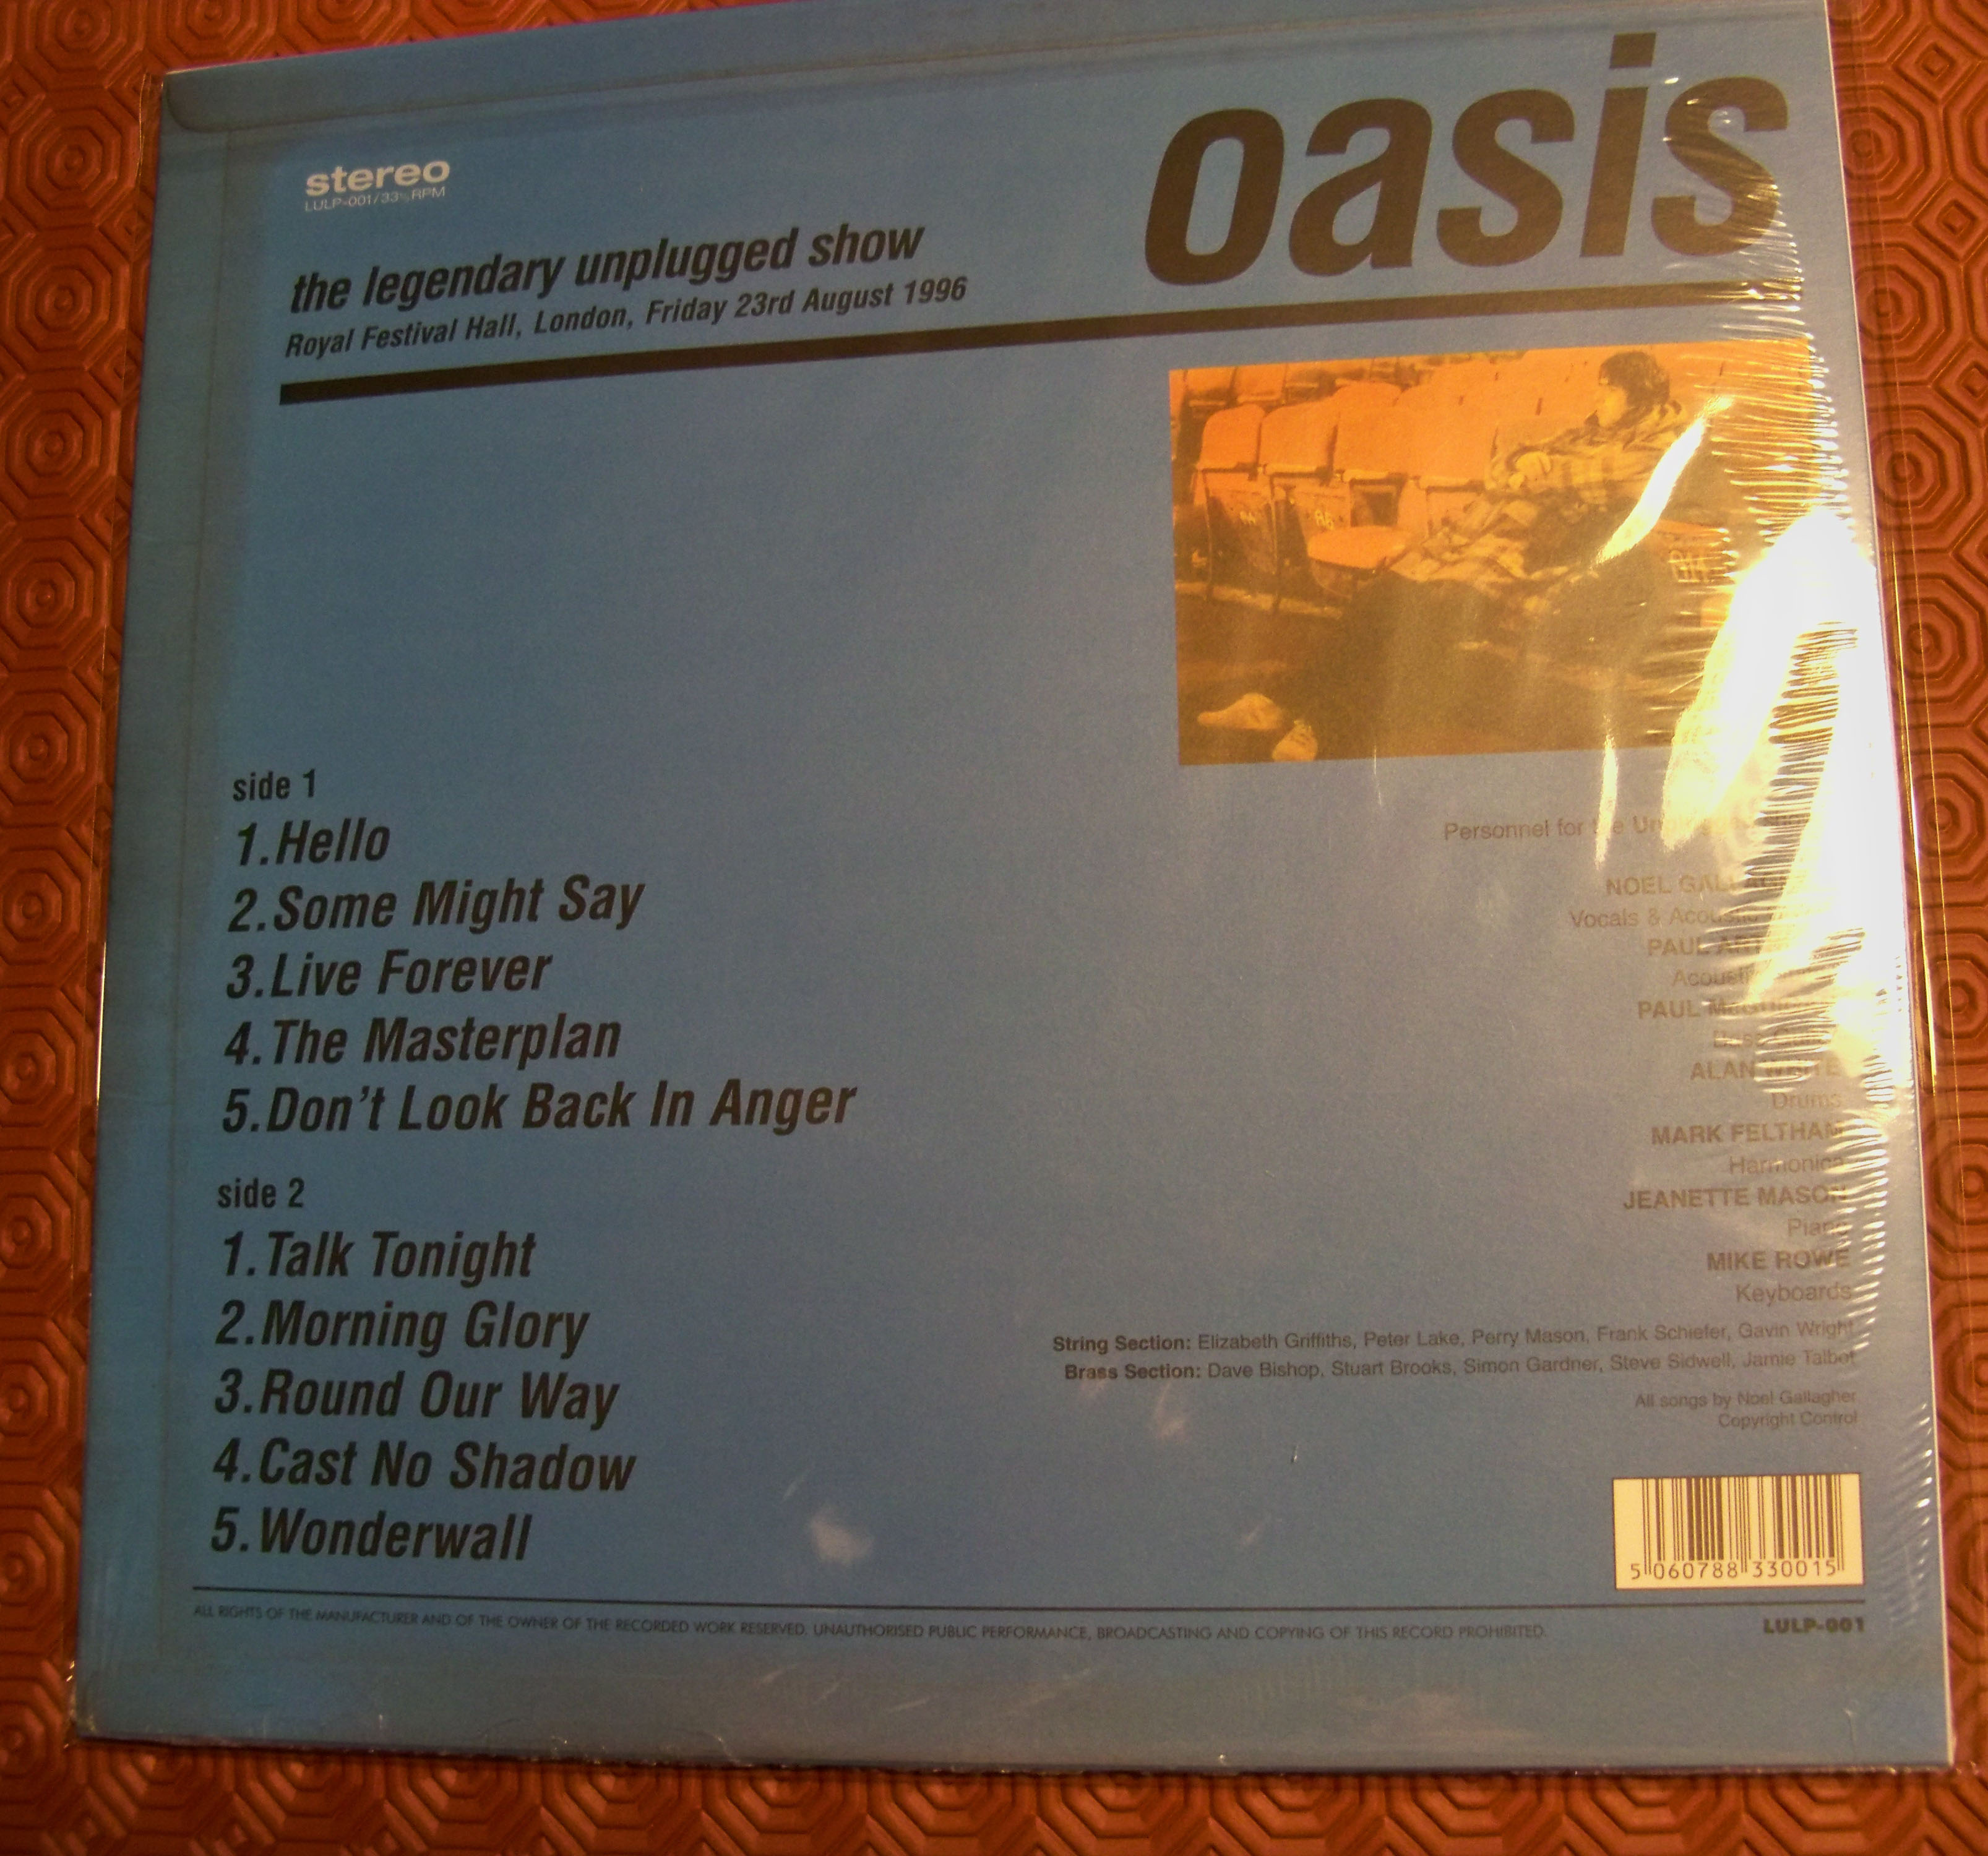 oasis
stereo
LULP-001/33⅓RPM
the legendary unplugged show
Royal Festival Hall, London, Friday 23rd August 1996
side 1
1.Hello
2.Some Might Say
3.Live Forever
4.The Masterplan
5.Don't Look Back In Anger
side 2
1.Talk Tonight
2.Morning Glory
3.Round Our Way
4.Cast No Shadow
5.Wonderwall
Personnel for the
NOEL
Vocals &
PAUL
PAUL
ALAN WHITE
Drums
MARK FELTHAM
Harmonica
JEANETTE MASON
Piano
MIKE ROWE
Keyboards
String Section: Elizabeth Griffiths, Peter Lake, Perry Mason, Frank Schiefer, Gavin Wright
Brass Section: Dave Bishop, Stuart Brooks, Simon Gardner, Steve Sidwell, Jamie Talbot
All songs by Noel Gallagher
Copyright Control
5 060788 330015
ALL RIGHTS OF THE MANUFACTURER AND OF THE OWNER OF THE RECORDED WORK RESERVED. UNAUTHORISED PUBLIC PERFORMANCE, BROADCASTING AND COPYING OF THIS RECORD PROHIBITED.
LULP-001